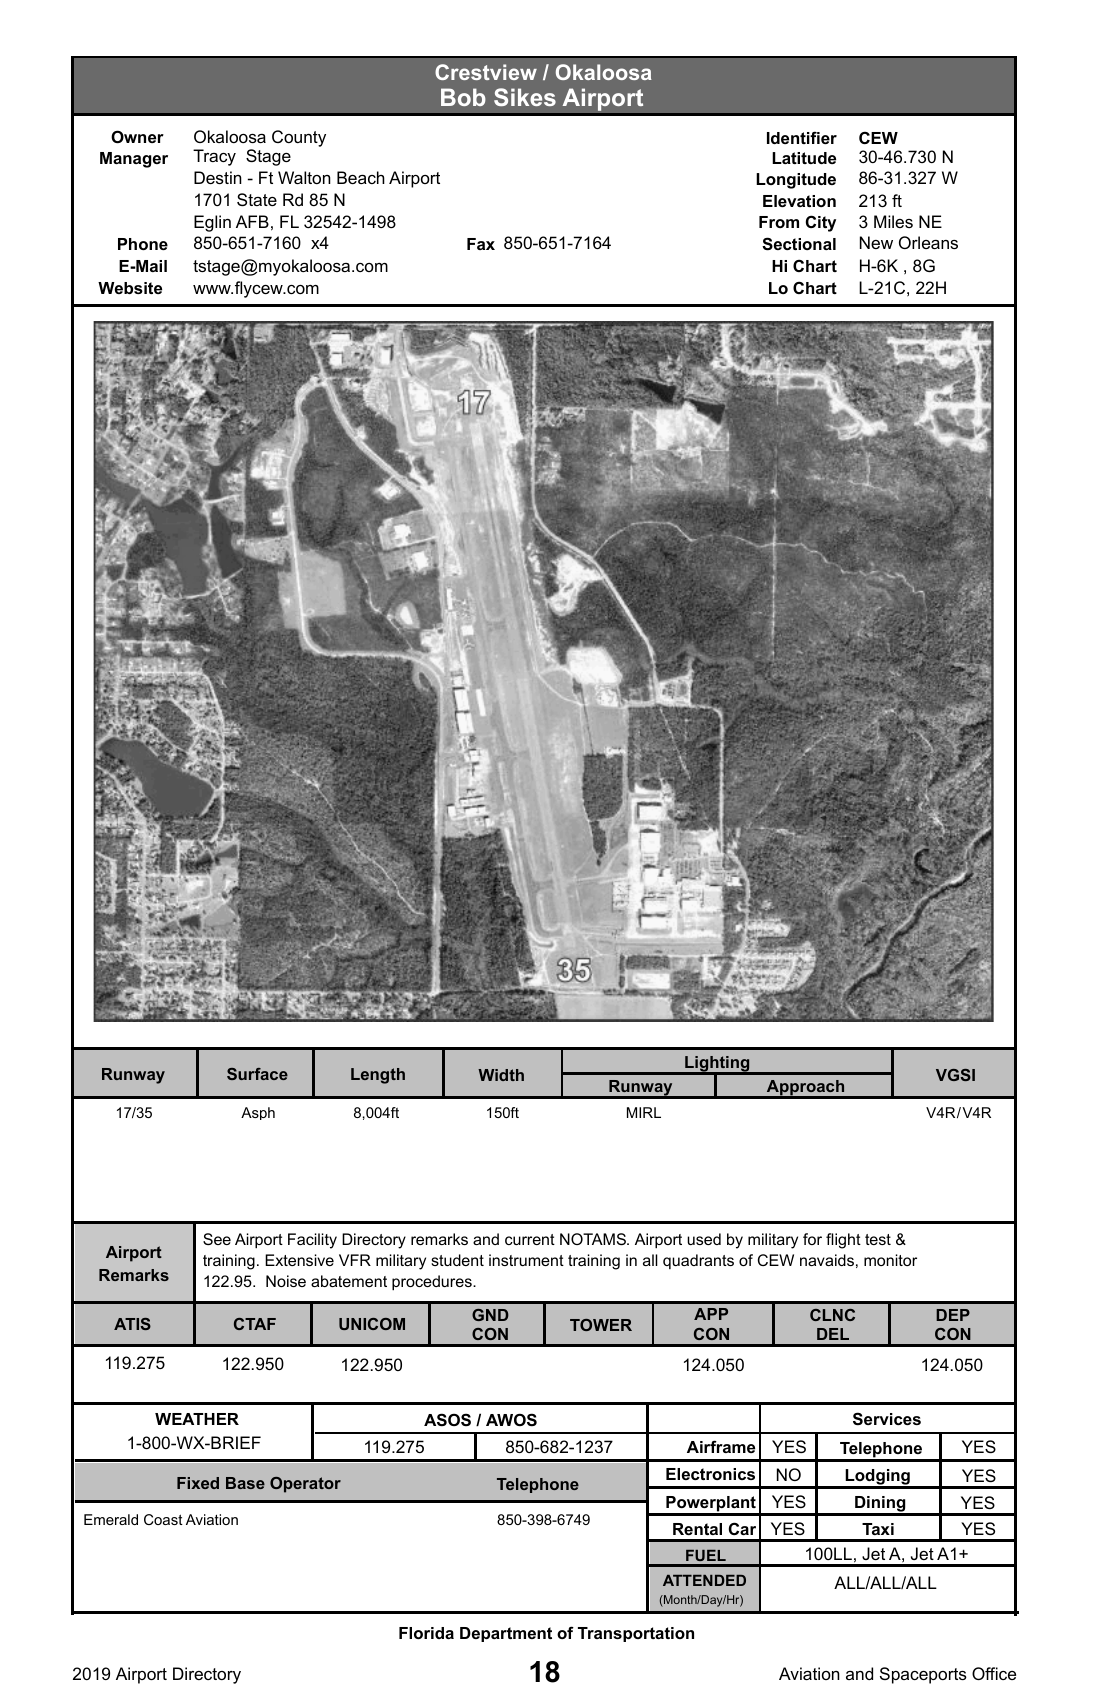 Crestview / Okaloosa
Bob Sikes Airport
Owner Okaloosa County
Manager Tracy Stage
Destin - Ft Walton Beach Airport
1701 State Rd 85 N
Eglin AFB, FL 32542-1498
Phone 850-651-7160 x4 Fax 850-651-7164
E-Mail tstage@myokaloosa.com
Website www.flycew.com
Identifier CEW
Latitude 30-46.730 N
Longitude 86-31.327 W
Elevation 213 ft
From City 3 Miles NE
Sectional New Orleans
Hi Chart H-6K , 8G
Lo Chart L-21C, 22H
17
35
Runway Surface Length Width Lighting VGSI
Runway Approach
17/35 Asph 8,004ft 150ft MIRL V4R/V4R
Airport Remarks
See Airport Facility Directory remarks and current NOTAMS. Airport used by military for flight test &
training. Extensive VFR military student instrument training in all quadrants of CEW navaids, monitor
122.95. Noise abatement procedures.
ATIS CTAF UNICOM GND CON TOWER APP CON CLNC DEL DEP CON
119.275 122.950 122.950 124.050 124.050
WEATHER
1-800-WX-BRIEF
ASOS / AWOS
119.275 850-682-1237
Fixed Base Operator Telephone
Emerald Coast Aviation 850-398-6749
Services
Airframe YES Telephone YES
Electronics NO Lodging YES
Powerplant YES Dining YES
Rental Car YES Taxi YES
FUEL 100LL, Jet A, Jet A1+
ATTENDED ALL/ALL/ALL
(Month/Day/Hr)
Florida Department of Transportation
2019 Airport Directory 18 Aviation and Spaceports Office